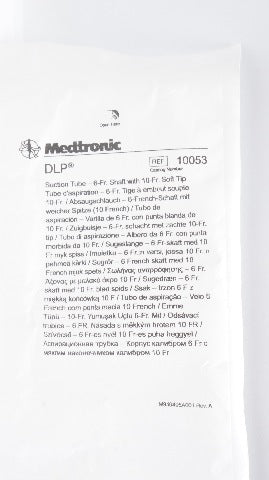 Open Here
Medtronic
DLP®
REF 10053
Catalog Number
Suction Tube – 6-Fr. Shaft with 10 Fr. Soft Tip
Tube d'aspiration – 6-Fr. Tige à embout souple
10 Fr. / Absaugschlauch – 6-French-Schaft mit
weicher Spitze (10 French) / Tubo de
aspiración – Varilla de 6 Fr. con punta blanda de
10 Fr. / Zuigbuisje – 6-Fr. schacht met zachte 10-Fr.
tip / Tubo di aspirazione – Albero da 6 Fr. con punta
morbida da 10 Fr. / Sugeslange – 6-Fr. skaft med 10
Fr myk spiss / Imuletku – 6 Fr:n varsi, jossa 10 Fr:n
pehmeä kärki / Sugrör – 6 French skaft med 10
French mjuk spets / Σωλήνας αναρρόφησης – 6 Fr.
Άξονας με μαλακό άκρο 10 Fr. / Sugeslange – 6 Fr.
skaft med 10 Fr. blød spids / Ssak – trzon 6 F z
miękką końcówką 10 F / Tubo de aspiração – Veio 6
French com ponta macia 10 French / Emme
Tüpü – 10-Fr. Yumuşak Uçlu 6-Fr. Mil / Odsávací
trubice – 6 FR. Násada s měkkým hrotem 10 FR /
Szívócső – 6 Fr-es nyél 10 Fr-es puha heggyel /
Аспирационная трубка – Корпус калибром 6 Fr с
мягким наконечником калибром 10 Fr
Rev. A